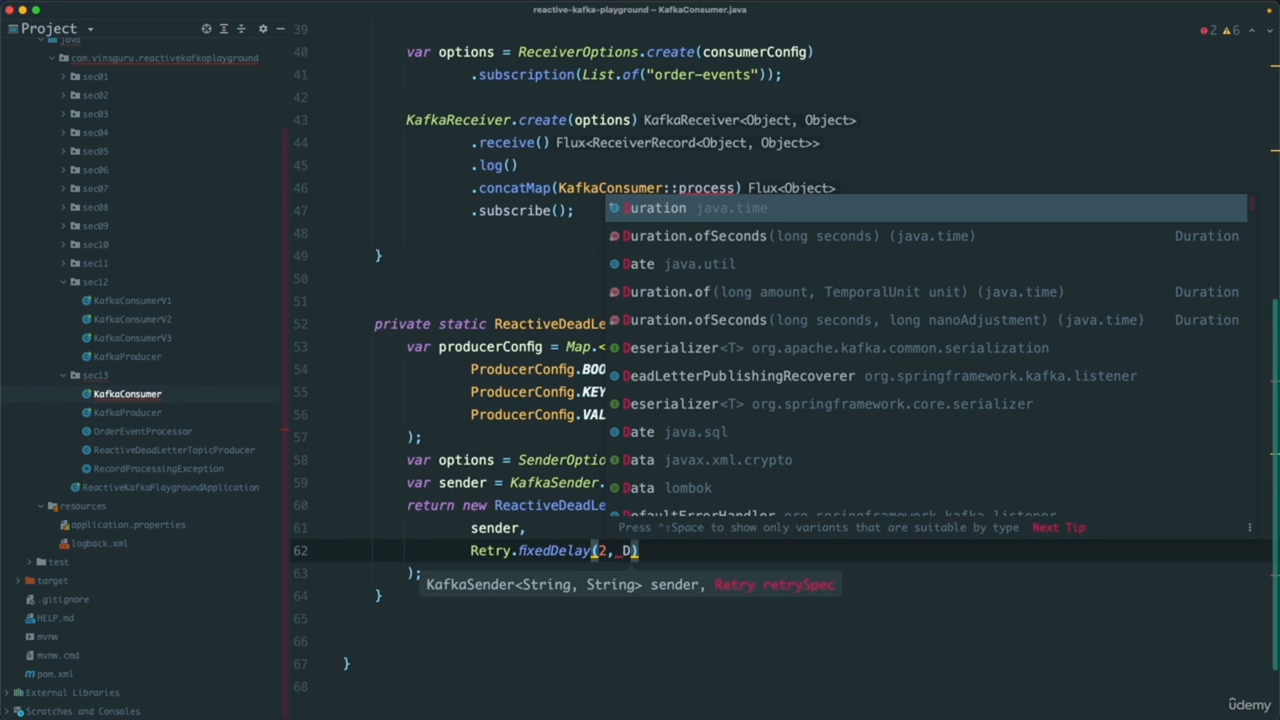 reactive-kafka-playground – KafkaConsumer.java
Project
java
com.vinsguru.reactivekafkaplayground
sec01
sec02
sec03
sec04
sec05
sec06
sec07
sec08
sec09
sec10
sec11
sec12
KafkaConsumerV1
KafkaConsumerV2
KafkaConsumerV3
KafkaProducer
sec13
KafkaConsumer
KafkaProducer
OrderEventProcessor
ReactiveDeadLetterTopicProducer
RecordProcessingException
ReactiveKafkaPlaygroundApplication
resources
application.properties
logback.xml
test
target
.gitignore
HELP.md
mvnw
mvnw.cmd
pom.xml
External Libraries
Scratches and Consoles
2 6
39
40 var options = ReceiverOptions.create(consumerConfig)
41 .subscription(List.of("order-events"));
42
43 KafkaReceiver.create(options) KafkaReceiver<Object, Object>
44 .receive() Flux<ReceiverRecord<Object, Object>>
45 .log()
46 .concatMap(KafkaConsumer::process) Flux<Object>
47 .subscribe();
48
49 }
50
51
52 private static ReactiveDeadLe
53 var producerConfig = Map.<
54 ProducerConfig.BOO
55 ProducerConfig.KEY
56 ProducerConfig.VAL
57 );
58 var options = SenderOptio
59 var sender = KafkaSender.
60 return new ReactiveDeadLe
61 sender,
62 Retry.fixedDelay(2, D)
63 );
64 }
65
66
67 }
68
Duration java.time
Duration.ofSeconds(long seconds) (java.time) Duration
Date java.util
Duration.of(long amount, TemporalUnit unit) (java.time) Duration
Duration.ofSeconds(long seconds, long nanoAdjustment) (java.time) Duration
Deserializer<T> org.apache.kafka.common.serialization
DeadLetterPublishingRecoverer org.springframework.kafka.listener
Deserializer<T> org.springframework.core.serializer
Date java.sql
Data javax.xml.crypto
Data lombok
DefaultErrorHandler org.springframework.kafka.listener
Press ^⇧Space to show only variants that are suitable by type Next Tip
KafkaSender<String, String> sender, Retry retrySpec
ûdemy